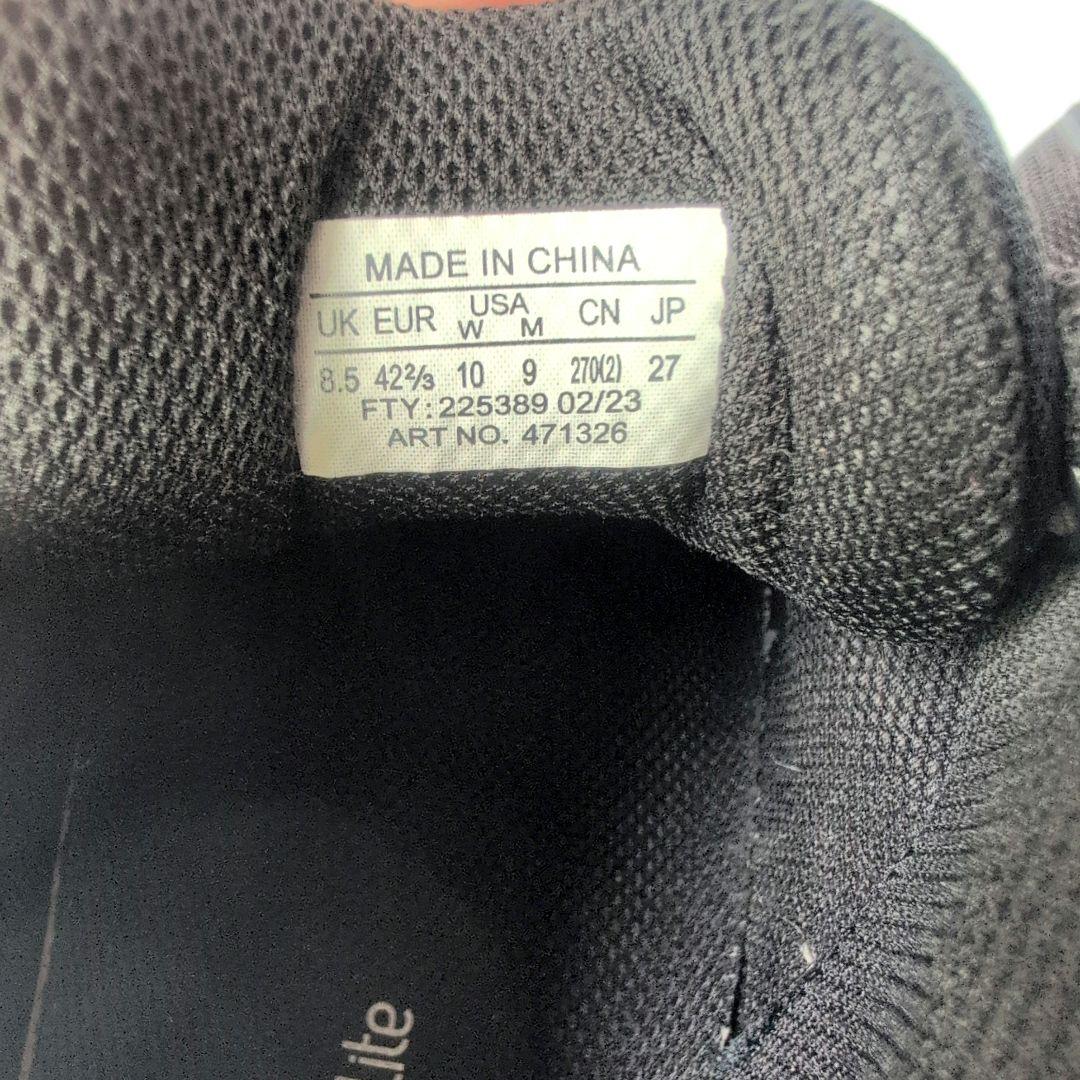 MADE IN CHINA
UK EUR USA W M CN JP
8.5 42⅔ 10 9 270(2) 27
FTY: 225389 02/23
ART NO. 471326
Lite